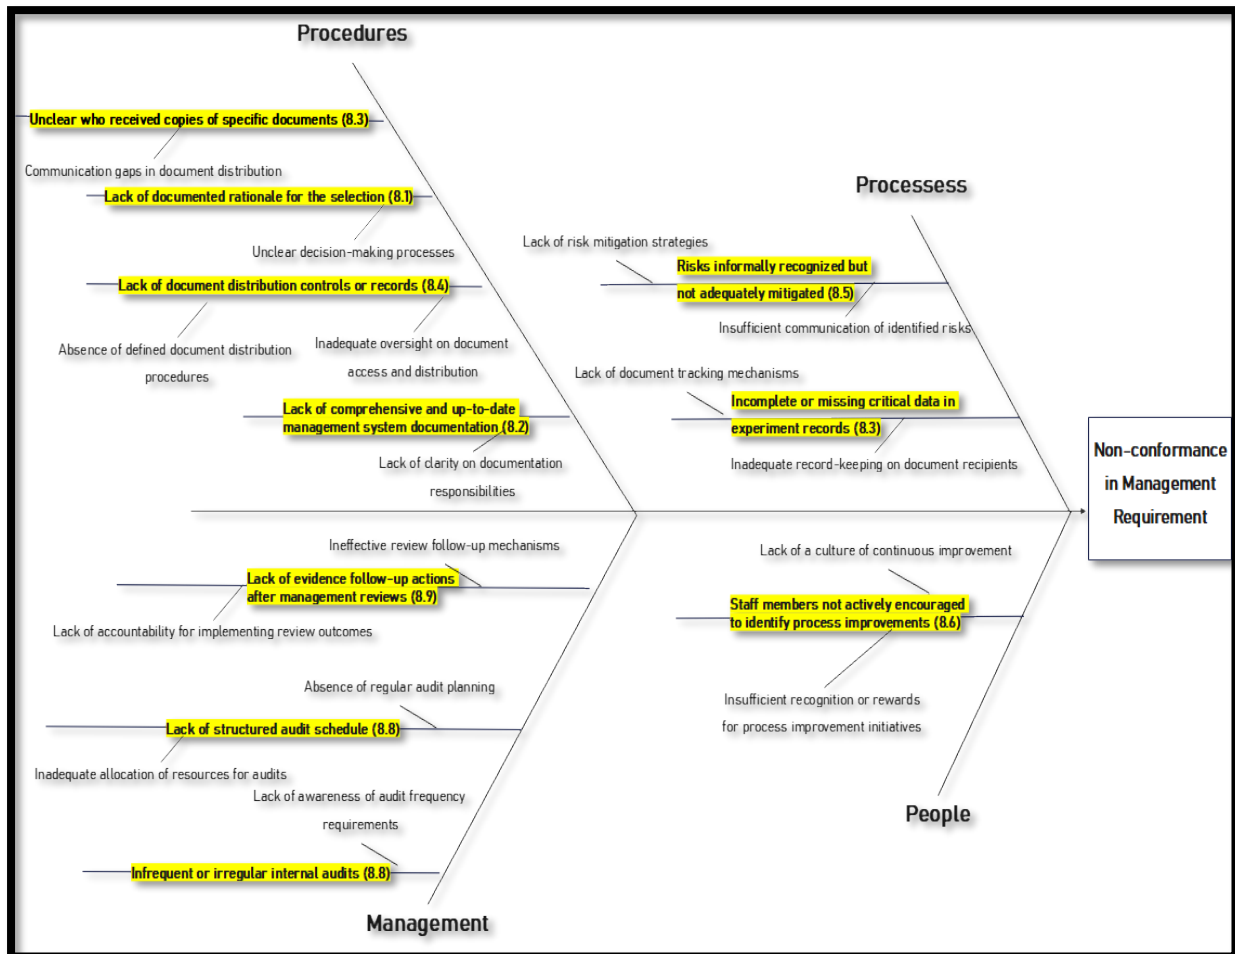 Procedures
Unclear who received copies of specific documents (8.3)
Communication gaps in document distribution
Lack of documented rationale for the selection (8.1)
Unclear decision-making processes
Lack of document distribution controls or records (8.4)
Absence of defined document distribution
procedures
Inadequate oversight on document
access and distribution
Lack of comprehensive and up-to-date
management system documentation (8.2)
Lack of clarity on documentation
responsibilities
Processess
Lack of risk mitigation strategies
Risks informally recognized but
not adequately mitigated (8.5)
Insufficient communication of identified risks
Lack of document tracking mechanisms
Incomplete or missing critical data in
experiment records (8.3)
Inadequate record-keeping on document recipients
Non-conformance
in Management
Requirement
Ineffective review follow-up mechanisms
Lack of evidence follow-up actions
after management reviews (8.9)
Lack of accountability for implementing review outcomes
Absence of regular audit planning
Lack of structured audit schedule (8.8)
Inadequate allocation of resources for audits
Lack of awareness of audit frequency
requirements
Infrequent or irregular internal audits (8.8)
Management
Lack of a culture of continuous improvement
Staff members not actively encouraged
to identify process improvements (8.6)
Insufficient recognition or rewards
for process improvement initiatives
People